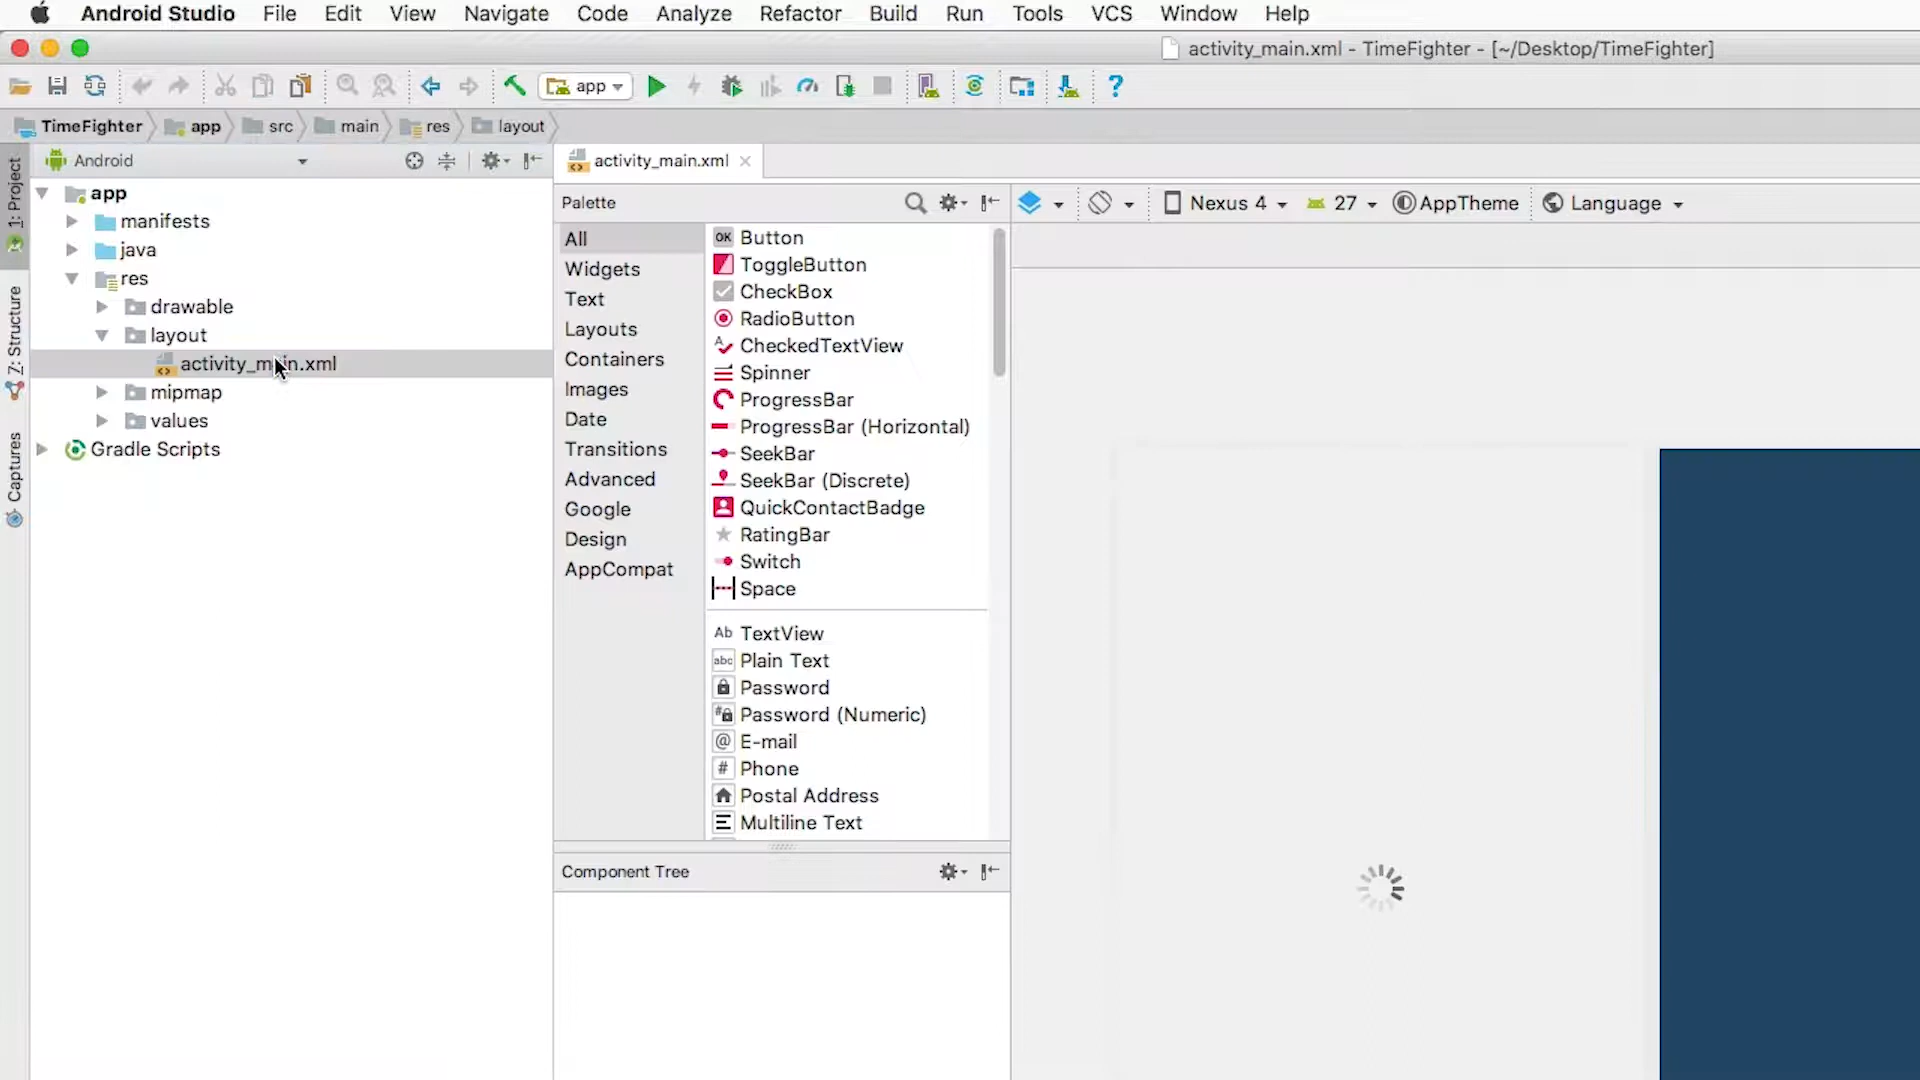 Android Studio File Edit View Navigate Code Analyze Refactor Build Run Tools VCS Window Help
activity_main.xml - TimeFighter - [~/Desktop/TimeFighter]
app
TimeFighter app src main res layout
1: Project
Z: Structure
Captures
Android
app
manifests
java
res
drawable
layout
activity_main.xml
mipmap
values
Gradle Scripts
activity_main.xml
Palette
All
Widgets
Text
Layouts
Containers
Images
Date
Transitions
Advanced
Google
Design
AppCompat
OK Button
ToggleButton
CheckBox
RadioButton
CheckedTextView
Spinner
ProgressBar
ProgressBar (Horizontal)
SeekBar
SeekBar (Discrete)
QuickContactBadge
RatingBar
Switch
Space
Ab TextView
abc Plain Text
Password
Password (Numeric)
@ E-mail
# Phone
Postal Address
Multiline Text
Component Tree
Nexus 4 27 AppTheme Language